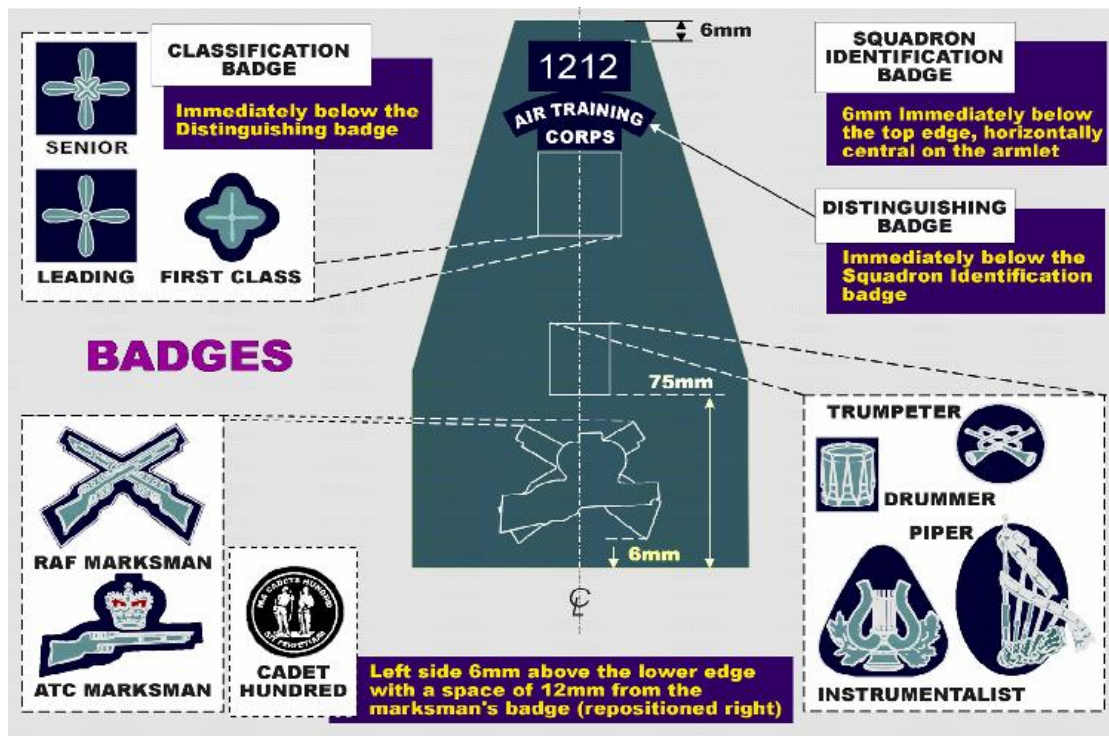 CLASSIFICATION
BADGE
Immediately below the
Distinguishing badge
SENIOR
LEADING
FIRST CLASS
6mm
1212
AIR TRAINING
CORPS
SQUADRON
IDENTIFICATION
BADGE
6mm Immediately below
the top edge, horizontally
central on the armlet
DISTINGUISHING
BADGE
Immediately below the
Squadron Identification
badge
BADGES
75mm
6mm
RAF MARKSMAN
ATC MARKSMAN
CADET
HUNDRED
Left side 6mm above the lower edge
with a space of 12mm from the
marksman's badge (repositioned right)
TRUMPETER
DRUMMER
PIPER
INSTRUMENTALIST